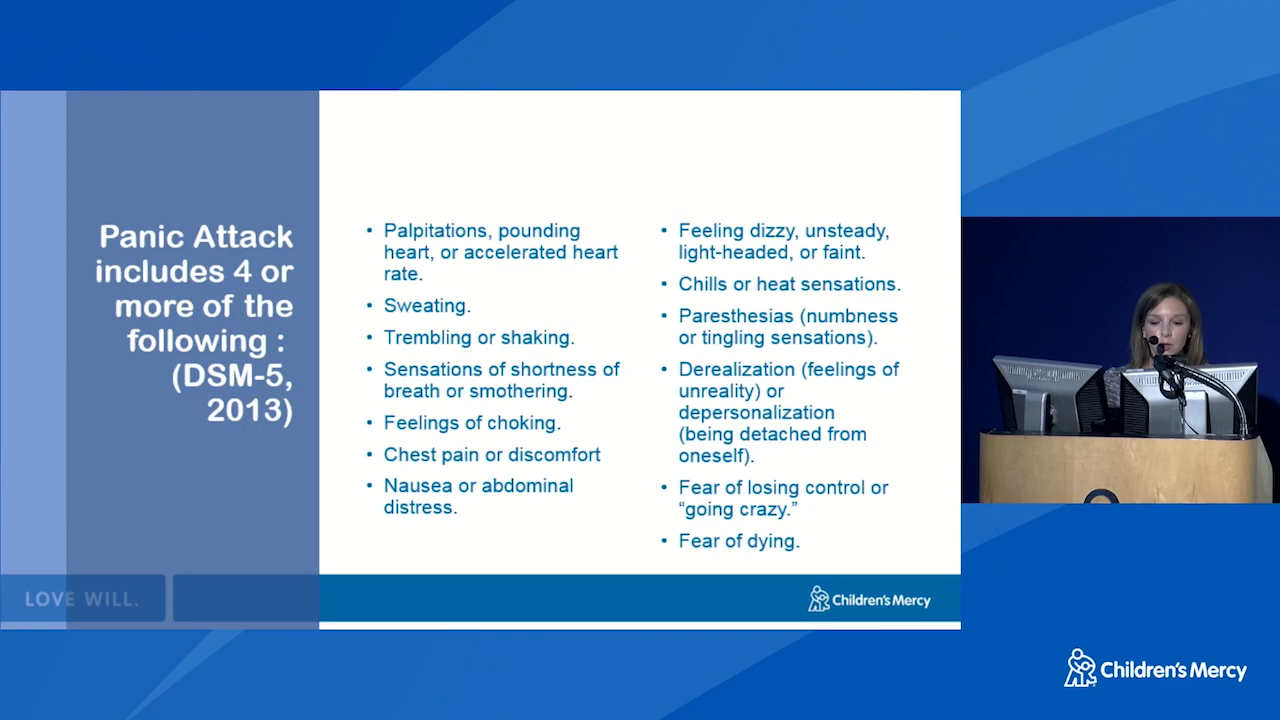 Panic Attack
includes 4 or
more of the
following :
(DSM-5,
2013)
• Palpitations, pounding
heart, or accelerated heart
rate.
• Sweating.
• Trembling or shaking.
• Sensations of shortness of
breath or smothering.
• Feelings of choking.
• Chest pain or discomfort
• Nausea or abdominal
distress.
• Feeling dizzy, unsteady,
light-headed, or faint.
• Chills or heat sensations.
• Paresthesias (numbness
or tingling sensations).
• Derealization (feelings of
unreality) or
depersonalization
(being detached from
oneself).
• Fear of losing control or
“going crazy.”
• Fear of dying.
LOVE WILL.
Children's Mercy
Children's Mercy